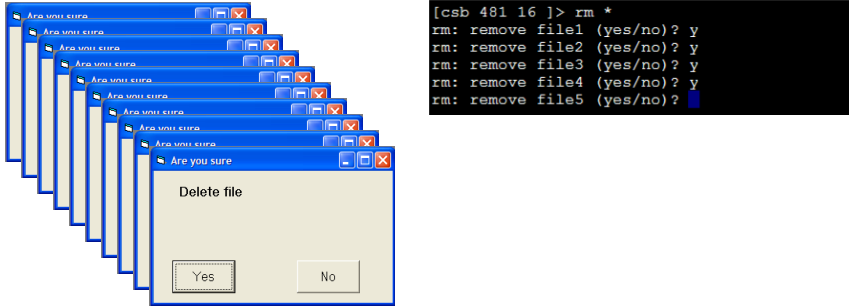 Are you sure
Are you sure
Are you sure
Are you sure
Are you sure
Are you sure
Are you sure
Are you sure
Are you sure
Are you sure
Delete file
Yes
No
[csb 481 16 ]> rm *
rm: remove file1 (yes/no)? y
rm: remove file2 (yes/no)? y
rm: remove file3 (yes/no)? y
rm: remove file4 (yes/no)? y
rm: remove file5 (yes/no)?